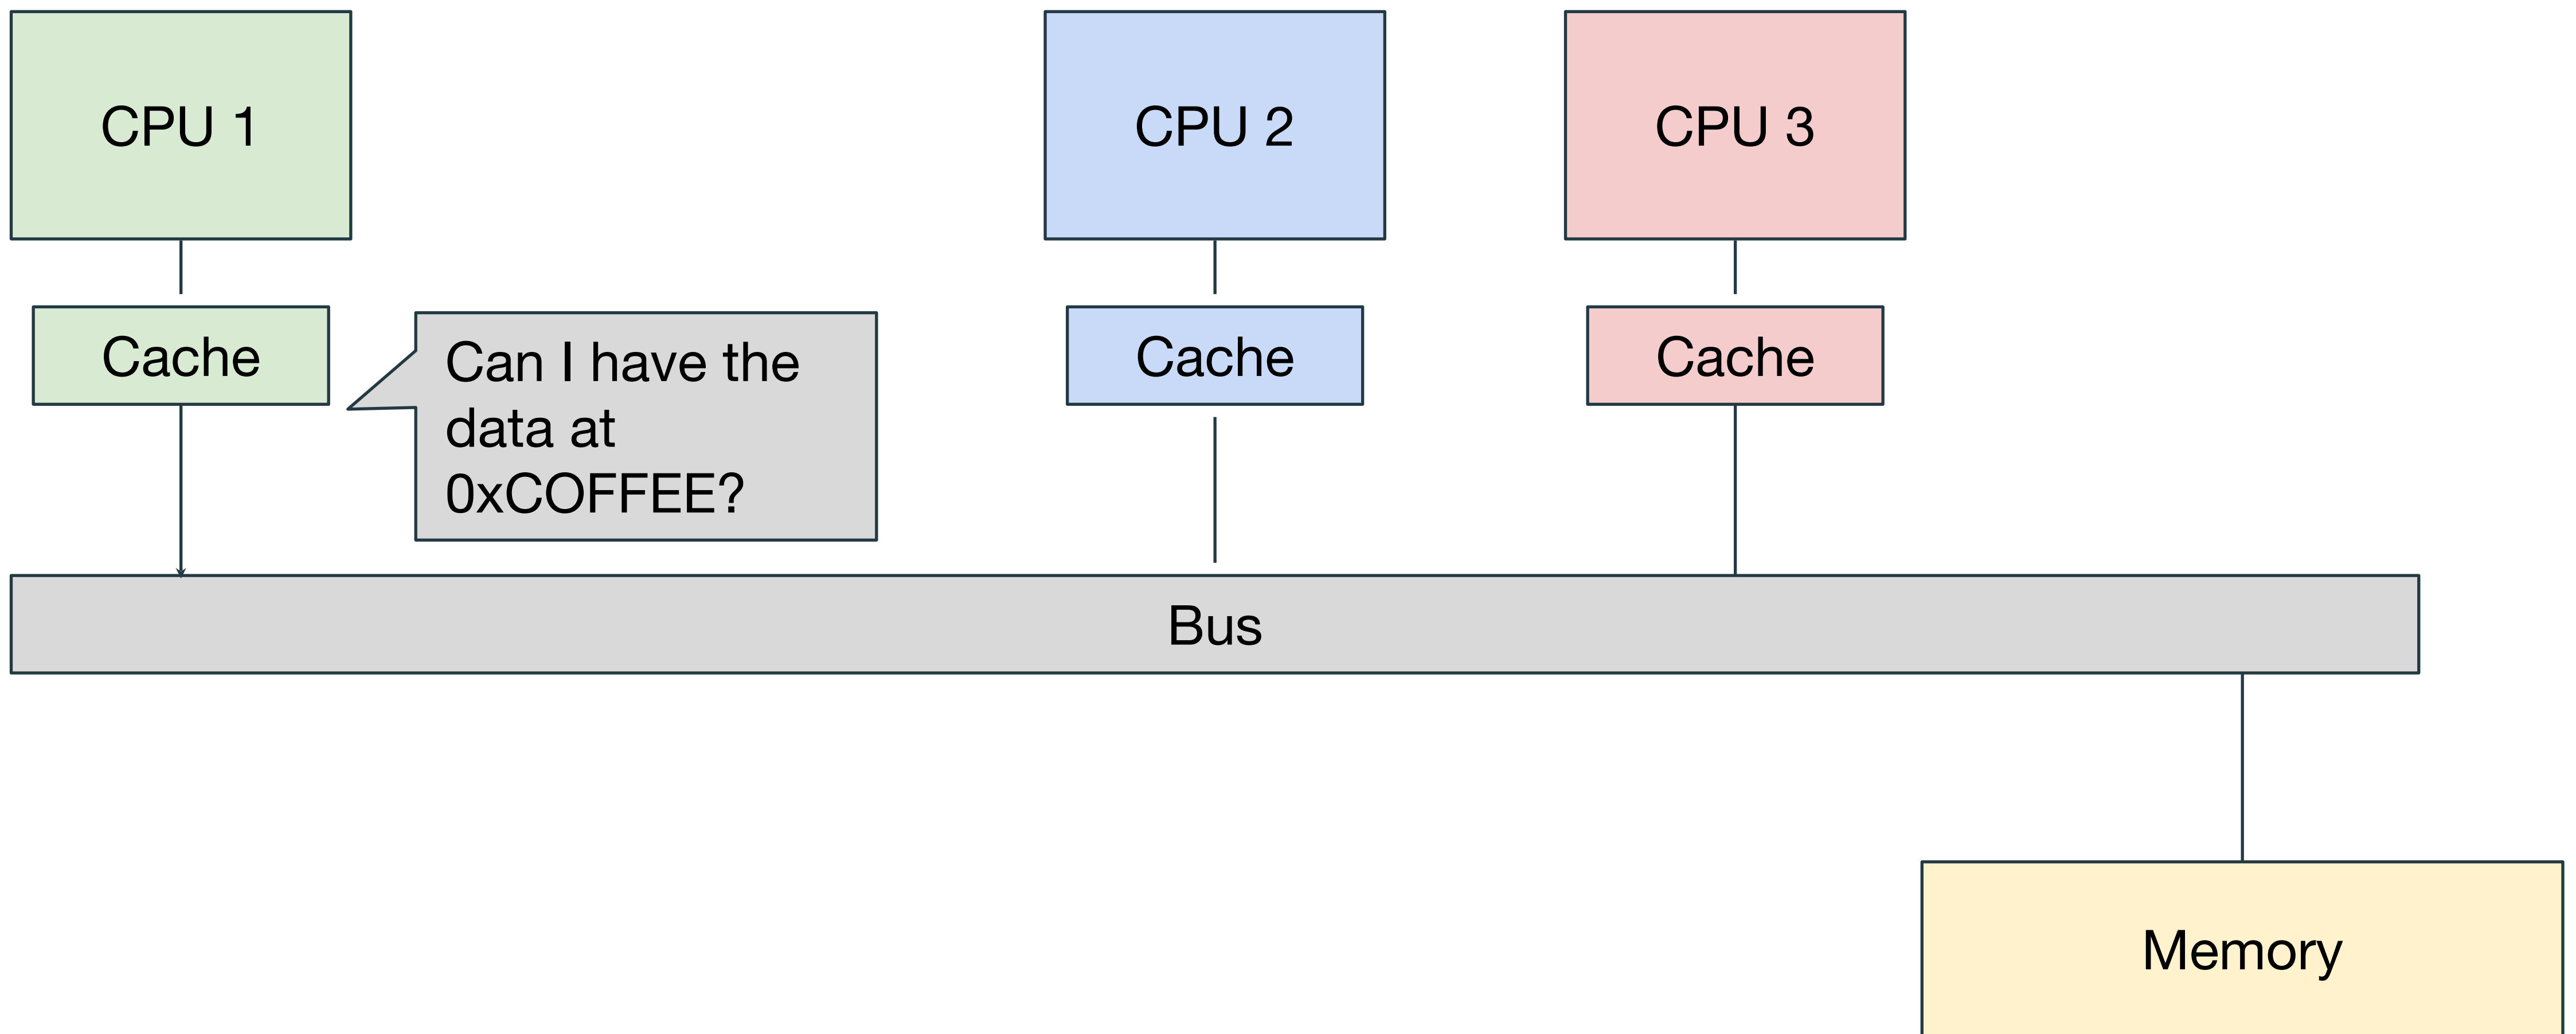 CPU 1
CPU 2
CPU 3
Cache
Can I have the
data at
0xCOFFEE?
Cache
Cache
Bus
Memory